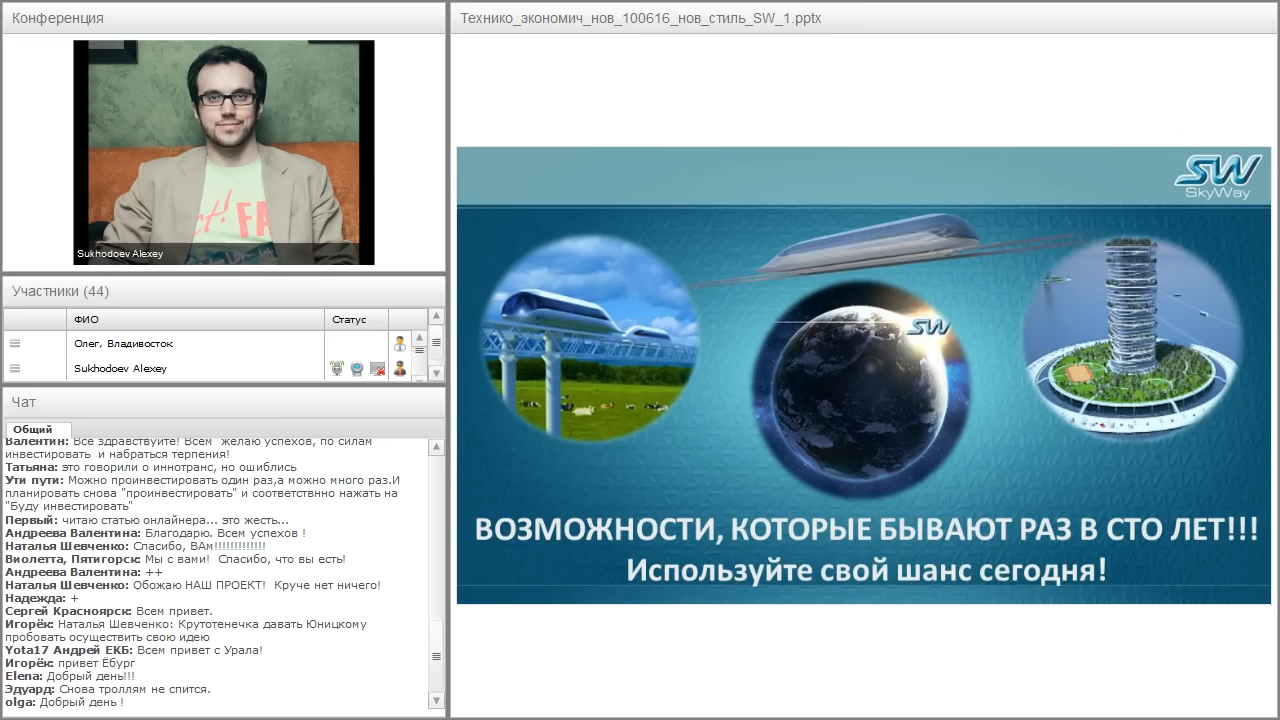 Конференция
Sukhodoev Alexey
Участники (44)
ФИО
Статус
Олег, Владивосток
Sukhodoev Alexey
Чат
Общий
Валентин: Все здравствуйте! Всем желаю успехов, по силам
инвестировать и набраться терпения!
Татьяна: это говорили о иннотранс, но ошиблись
Ути пути: Можно проинвестировать один раз,а можно много раз.И
планировать снова "проинвестировать" и соответствнно нажать на
"Буду инвестировать"
Первый: читаю статью онлайнера... это жесть...
Андреева Валентина: Благодарю. Всем успехов !
Наталья Шевченко: Спасибо, ВАм!!!!!!!!!!!!!
Виолетта, Пятигорск: Мы с вами! Спасибо, что вы есть!
Андреева Валентина: ++
Наталья Шевченко: Обожаю НАШ ПРОЕКТ! Круче нет ничего!
Надежда: +
Сергей Красноярск: Всем привет.
Игорёк: Наталья Шевченко: Крутотенечка давать Юницкому
пробовать осуществить свою идею
Yota17 Андрей ЕКБ: Всем привет с Урала!
Игорёк: привет Ёбург
Elena: Добрый день!!!
Эдуард: Снова троллям не спится.
olga: Добрый день !
Технико_экономич_нов_100616_нов_стиль_SW_1.pptx
SW
SkyWay
SW
ВОЗМОЖНОСТИ, КОТОРЫЕ БЫВАЮТ РАЗ В СТО ЛЕТ!!!
Используйте свой шанс сегодня!